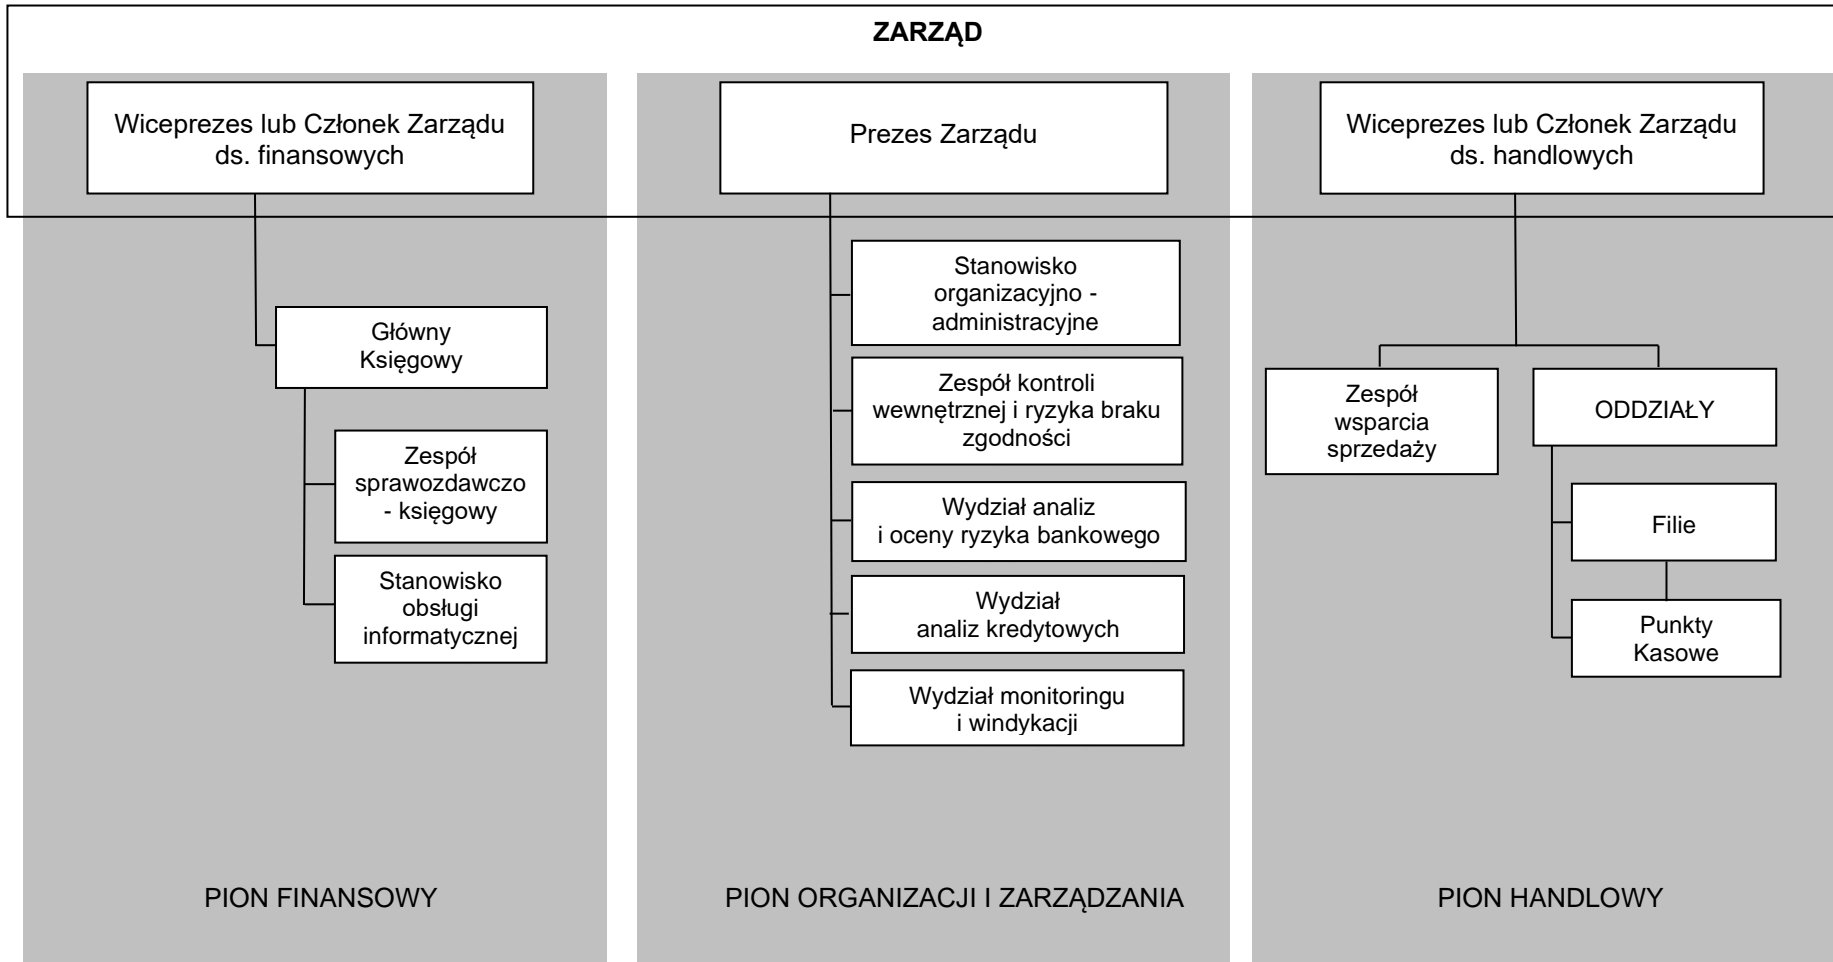 ZARZĄD
Wiceprezes lub Członek Zarządu
ds. finansowych
Główny
Księgowy
Zespół
sprawozdawczo
- księgowy
Stanowisko
obsługi
informatycznej
PION FINANSOWY
Prezes Zarządu
Stanowisko
organizacyjno -
administracyjne
Zespół kontroli
wewnętrznej i ryzyka braku
zgodności
Wydział analiz
i oceny ryzyka bankowego
Wydział
analiz kredytowych
Wydział monitoringu
i windykacji
PION ORGANIZACJI I ZARZĄDZANIA
Wiceprezes lub Członek Zarządu
ds. handlowych
Zespół
wsparcia
sprzedaży
ODDZIAŁY
Filie
Punkty
Kasowe
PION HANDLOWY